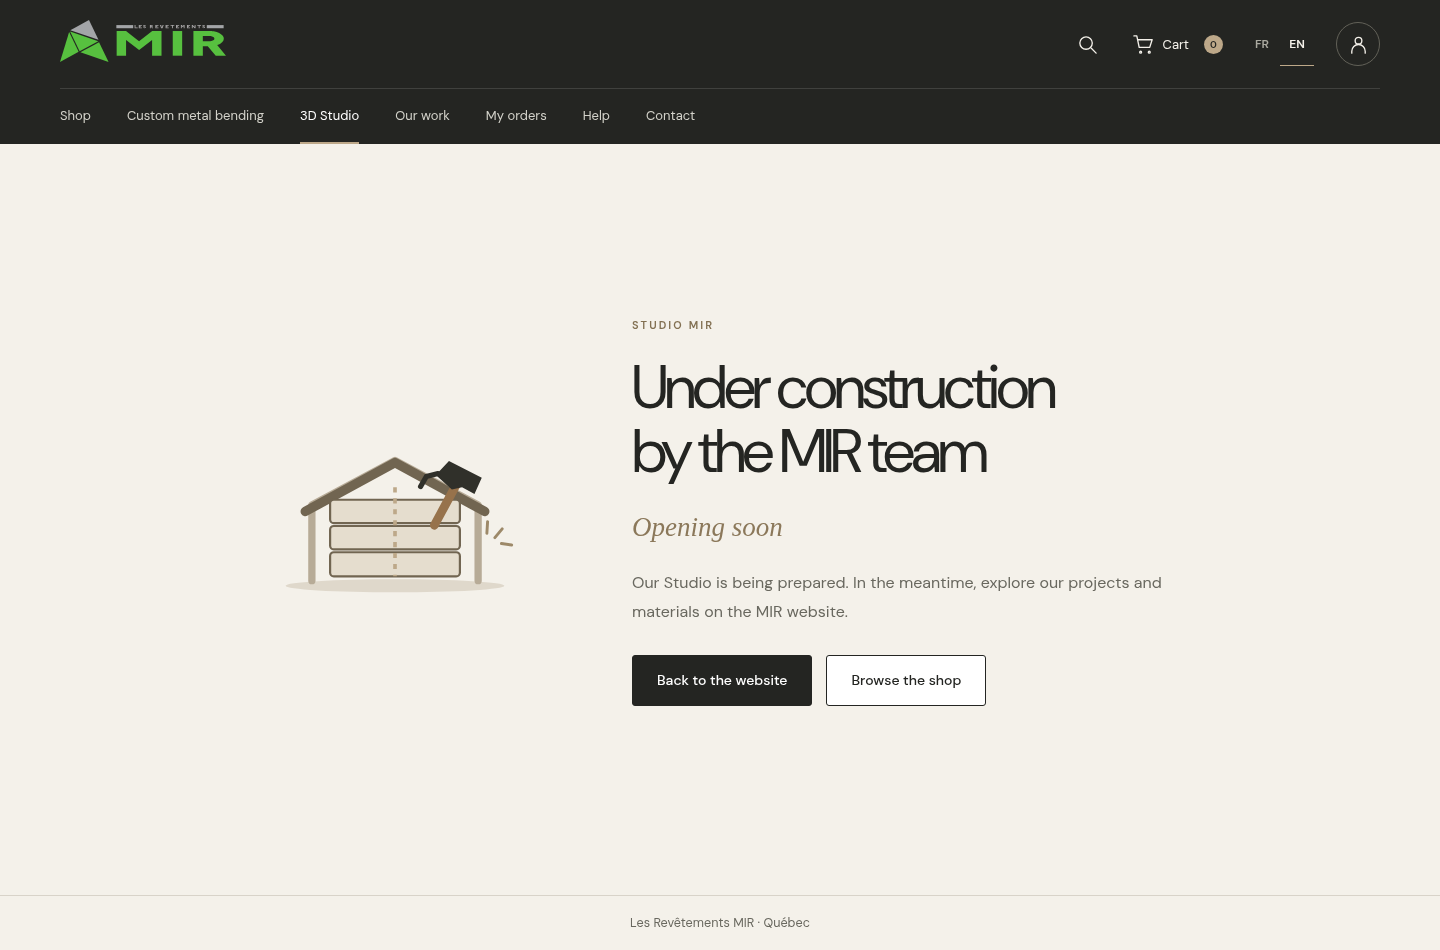 LES REVÊTEMENTS
MIR
Cart 0 FR EN
Shop Custom metal bending 3D Studio Our work My orders Help Contact
STUDIO MIR
Under construction
by the MIR team
Opening soon
Our Studio is being prepared. In the meantime, explore our projects and
materials on the MIR website.
Back to the website Browse the shop
Les Revêtements MIR · Québec